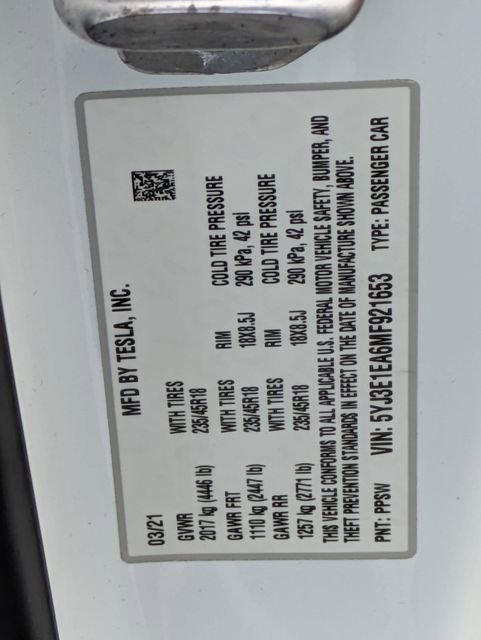 03/21 MFD BY TESLA, INC.
GVWR WITH TIRES
2017 kg (4446 lb) 235/45R18
GAWR FRT WITH TIRES RIM COLD TIRE PRESSURE
1110 kg (2447 lb) 235/45R18 18X8.5J 290 kPa, 42 psi
GAWR RR WITH TIRES RIM COLD TIRE PRESSURE
1257 kg (2771 lb) 235/45R18 18X8.5J 290 kPa, 42 psi
THIS VEHICLE CONFORMS TO ALL APPLICABLE U.S. FEDERAL MOTOR VEHICLE SAFETY, BUMPER, AND
THEFT PREVENTION STANDARDS IN EFFECT ON THE DATE OF MANUFACTURE SHOWN ABOVE.
PNT: PPSW VIN: 5YJ3E1EA6MF921653 TYPE: PASSENGER CAR